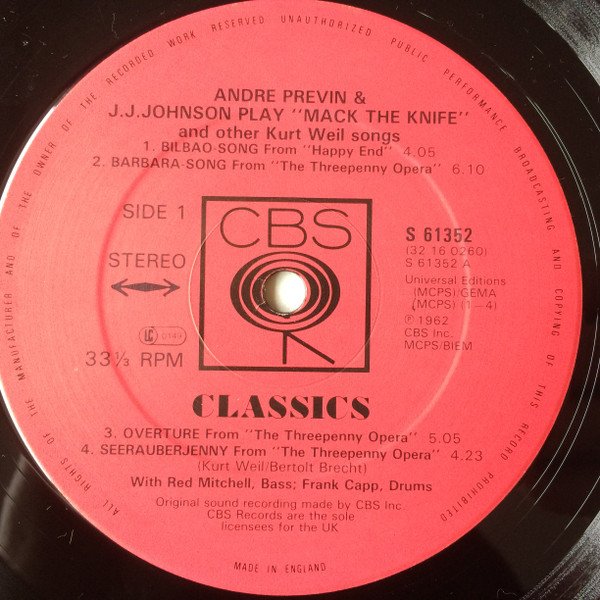 ALL RIGHTS OF THE MANUFACTURER AND OF THE OWNER OF THE RECORDED WORK RESERVED UNAUTHORIZED PUBLIC PERFORMANCE BROADCASTING AND COPYING OF THIS RECORD PROHIBITED
ANDRE PREVIN &
J.J.JOHNSON PLAY "MACK THE KNIFE"
and other Kurt Weil songs
1. BILBAO-SONG From "Happy End" 4.05
2. BARBARA-SONG From "The Threepenny Opera" 6.10
SIDE 1
STEREO
LC 0149
33⅓ RPM
CBS
S 61352
(32 16 0260)
S 61352 A
Universal Editions
(MCPS)/GEMA
(MCPS) (1-4)
℗ 1962
CBS Inc.
MCPS/BIEM
CLASSICS
3. OVERTURE From "The Threepenny Opera" 5.05
4. SEERAUBERJENNY From "The Threepenny Opera" 4.23
(Kurt Weil/Bertolt Brecht)
With Red Mitchell, Bass; Frank Capp, Drums
Original sound recording made by CBS Inc.
CBS Records are the sole
licensees for the UK
MADE IN ENGLAND